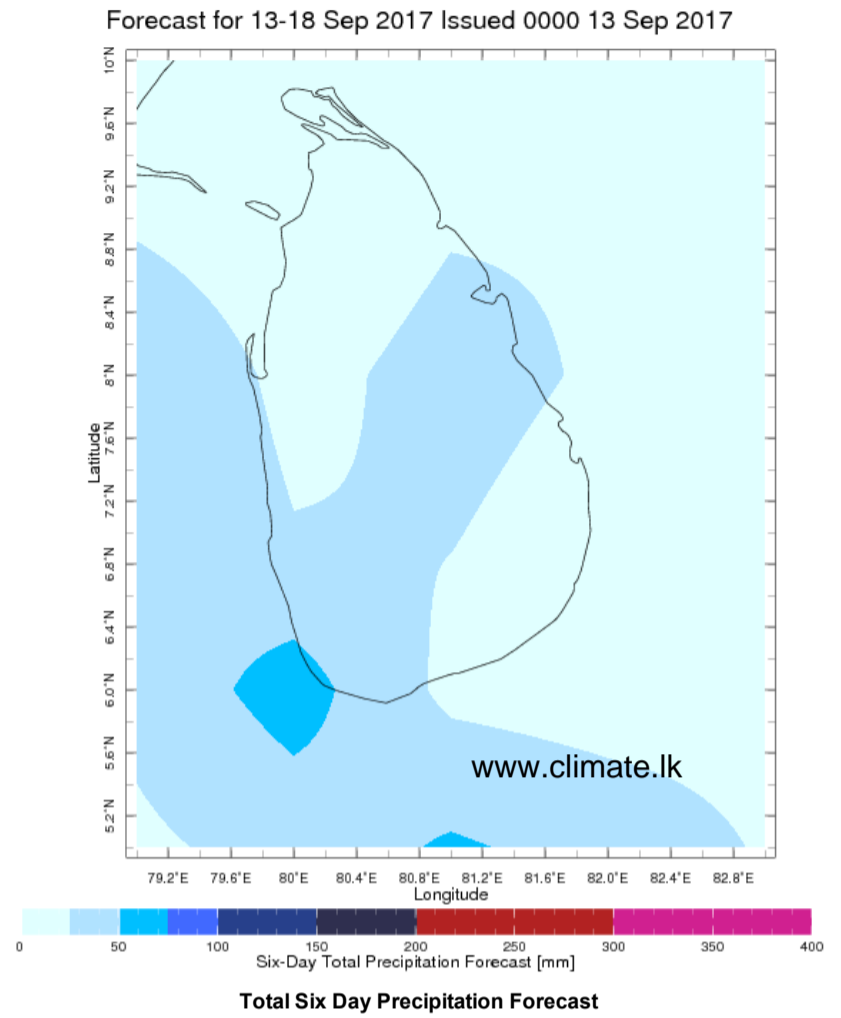 Forecast for 13-18 Sep 2017 Issued 0000 13 Sep 2017
10°N
9.6°N
9.2°N
8.8°N
8.4°N
8°N
7.6°N
7.2°N
6.8°N
6.4°N
6.0°N
5.6°N
5.2°N
Latitude
www.climate.lk
79.2°E 79.6°E 80°E 80.4°E 80.8°E 81.2°E 81.6°E 82.0°E 82.4°E 82.8°E
Longitude
0 50 100 150 200 250 300 350 400
Six-Day Total Precipitation Forecast [mm]
Total Six Day Precipitation Forecast